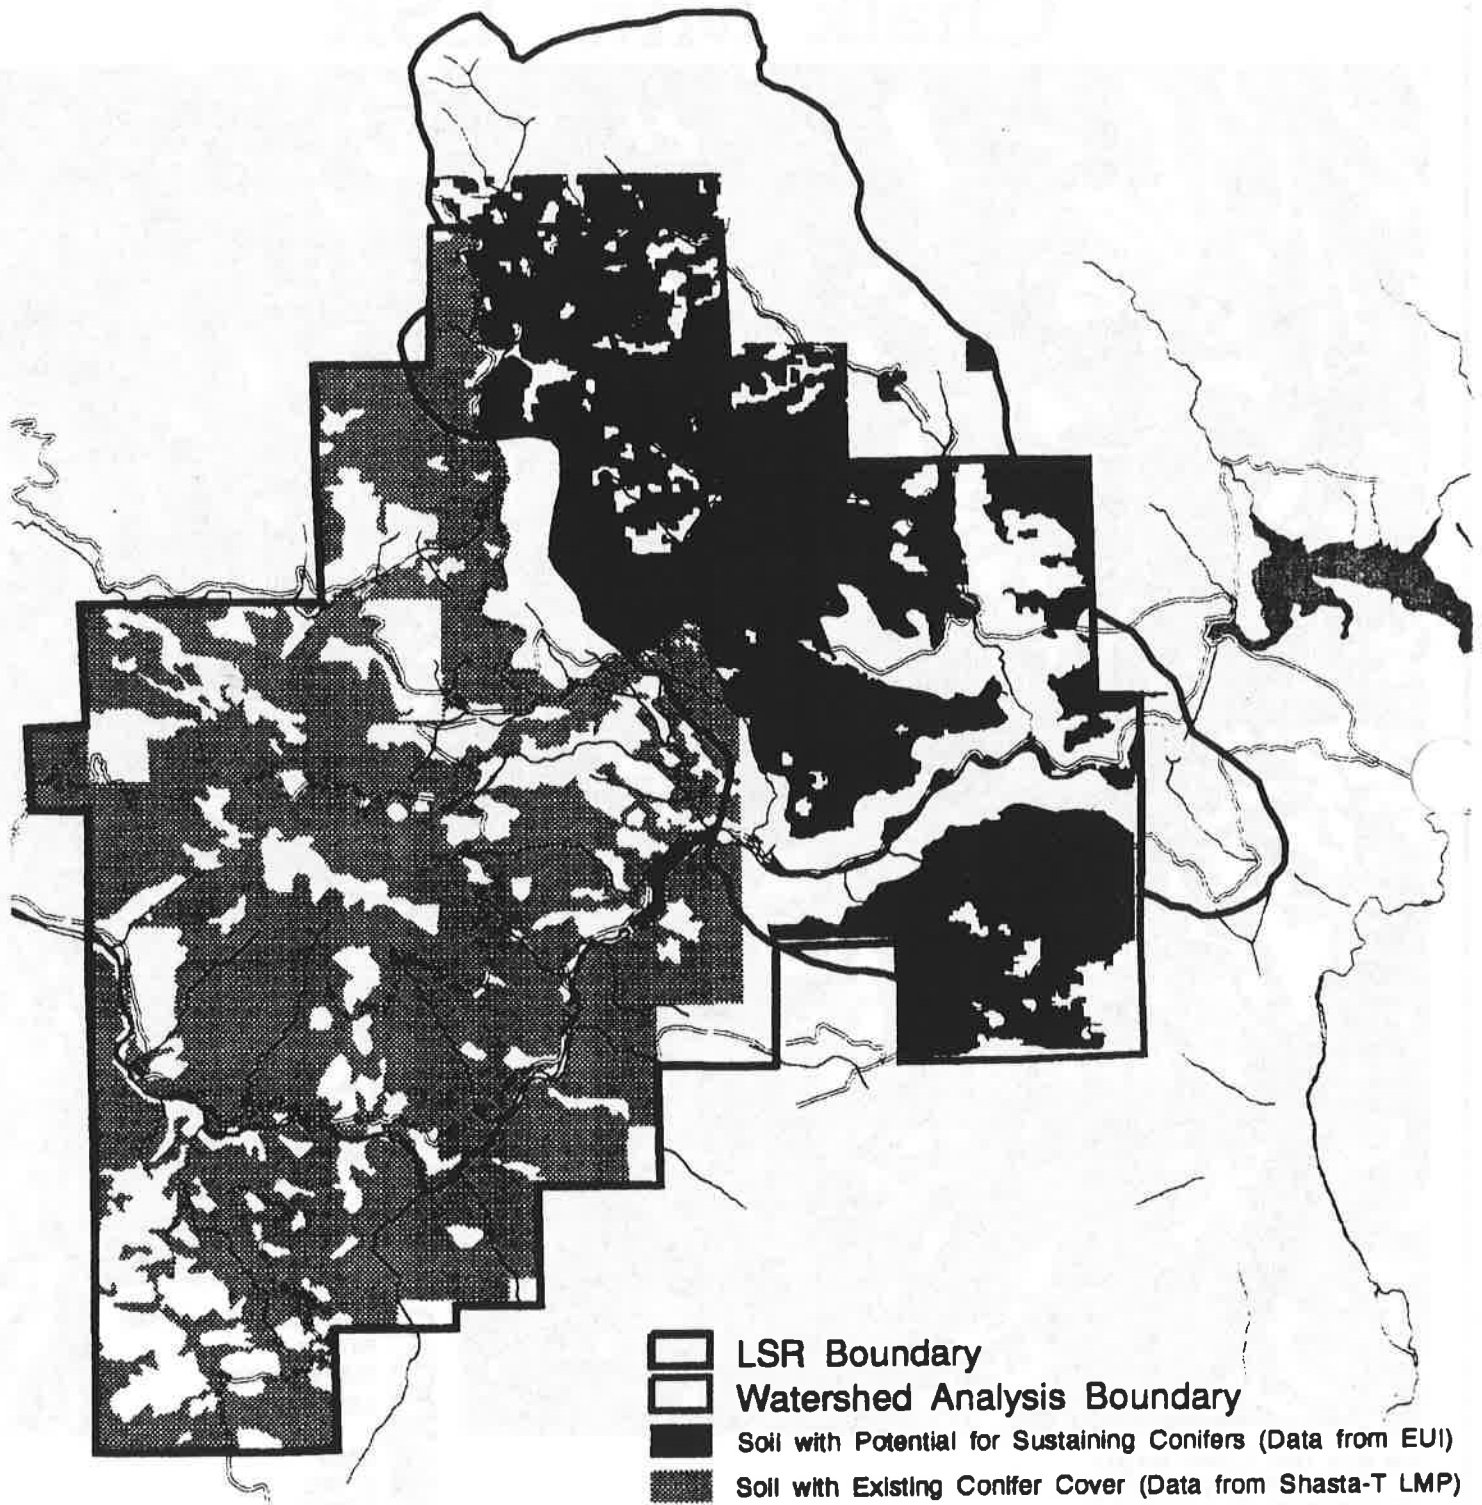 LSR Boundary
Watershed Analysis Boundary
Soil with Potential for Sustaining Conifers (Data from EUI)
Soil with Existing Conifer Cover (Data from Shasta-T LMP)